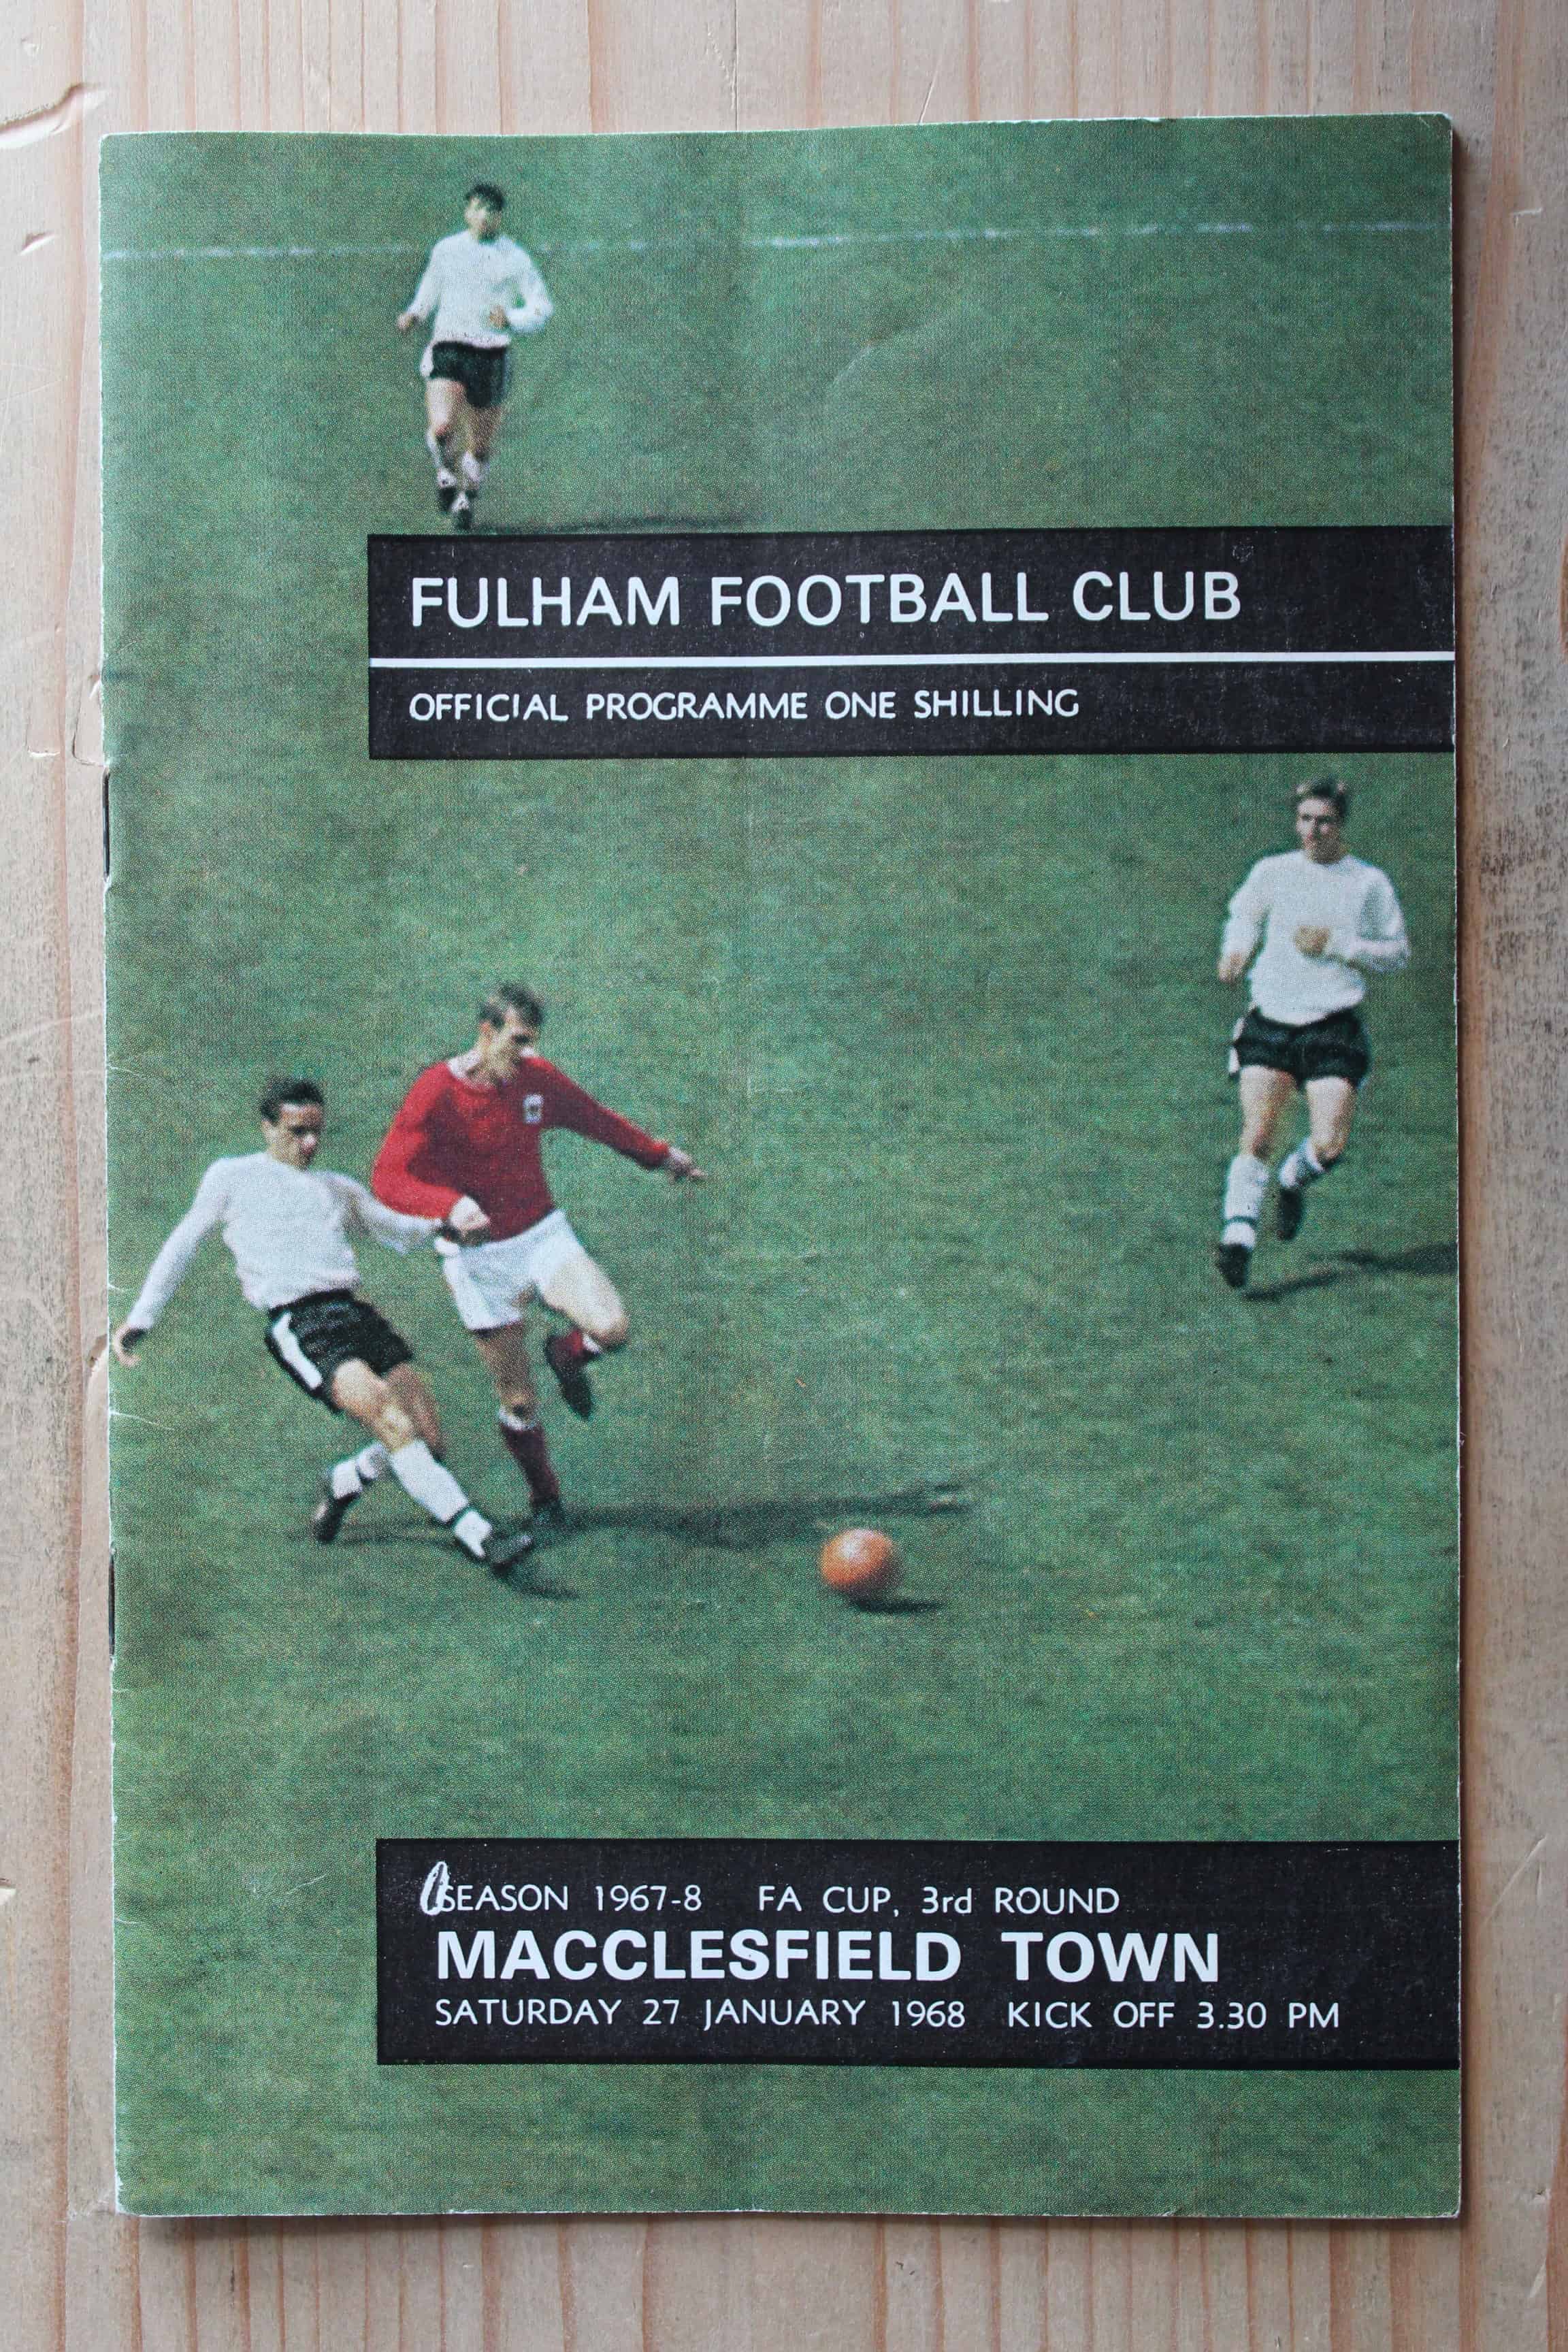 FULHAM FOOTBALL CLUB
OFFICIAL PROGRAMME ONE SHILLING
SEASON 1967-8 FA CUP, 3rd ROUND
MACCLESFIELD TOWN
SATURDAY 27 JANUARY 1968 KICK OFF 3.30 PM